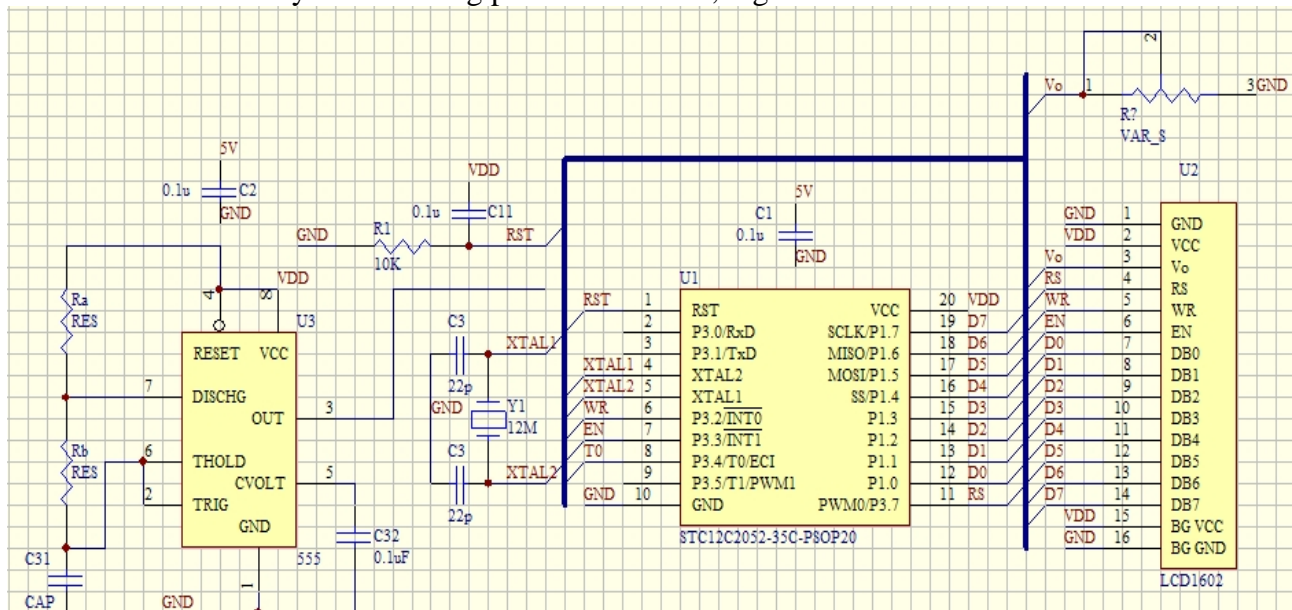 Vo
1
2
3
GND
R?
VAR_S
U2
5V
0.1u
C2
GND
VDD
0.1u
C11
GND
R1
10K
RST
5V
C1
0.1u
GND
4
8
VDD
Ra
RES
U3
RESET
VCC
7
DISCHG
OUT
3
Rb
RES
6
THOLD
CVOLT
5
2
TRIG
GND
555
1
C31
CAP
GND
C32
0.1uF
C3
22p
XTAL1
GND
Y1
12M
C3
22p
XTAL2
U1
RST 1 RST VCC 20 VDD
2 P3.0/RxD SCLK/P1.7 19 D7
3 P3.1/TxD MISO/P1.6 18 D6
XTAL1 4 XTAL2 MOSI/P1.5 17 D5
XTAL2 5 XTAL1 SS/P1.4 16 D4
WR 6 P3.2/INT0 P1.3 15 D3
EN 7 P3.3/INT1 P1.2 14 D2
T0 8 P3.4/T0/ECI P1.1 13 D1
9 P3.5/T1/PWM1 P1.0 12 D0
GND 10 GND PWM0/P3.7 11 RS
STC12C2052-35C-PSOP20
GND 1 GND
VDD 2 VCC
Vo 3 Vo
RS 4 RS
WR 5 WR
EN 6 EN
D0 7 DB0
D1 8 DB1
D2 9 DB2
D3 10 DB3
D4 11 DB4
D5 12 DB5
D6 13 DB6
D7 14 DB7
VDD 15 BG VCC
GND 16 BG GND
LCD1602